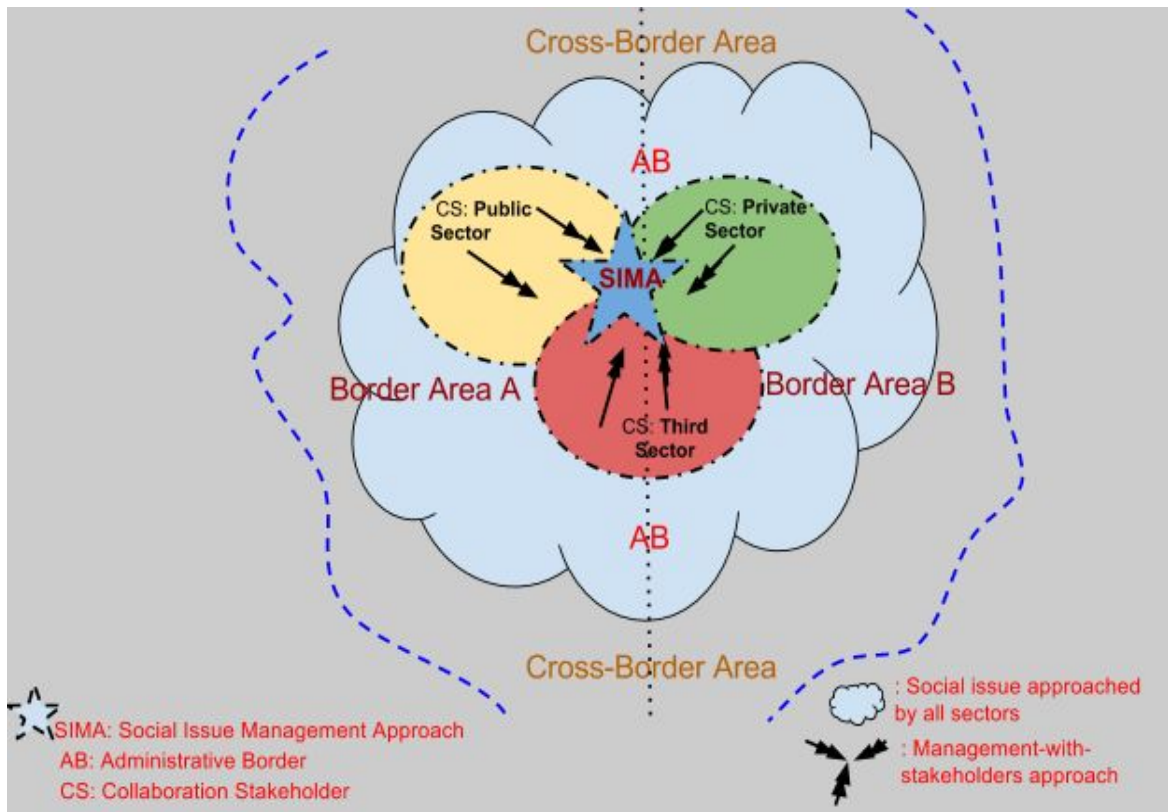 Cross-Border Area
AB
CS: Public
Sector
CS: Private
Sector
SIMA
Border Area A
Border Area B
CS: Third
Sector
AB
Cross-Border Area
SIMA: Social Issue Management Approach
AB: Administrative Border
CS: Collaboration Stakeholder
: Social issue approached
by all sectors
: Management-with-
stakeholders approach